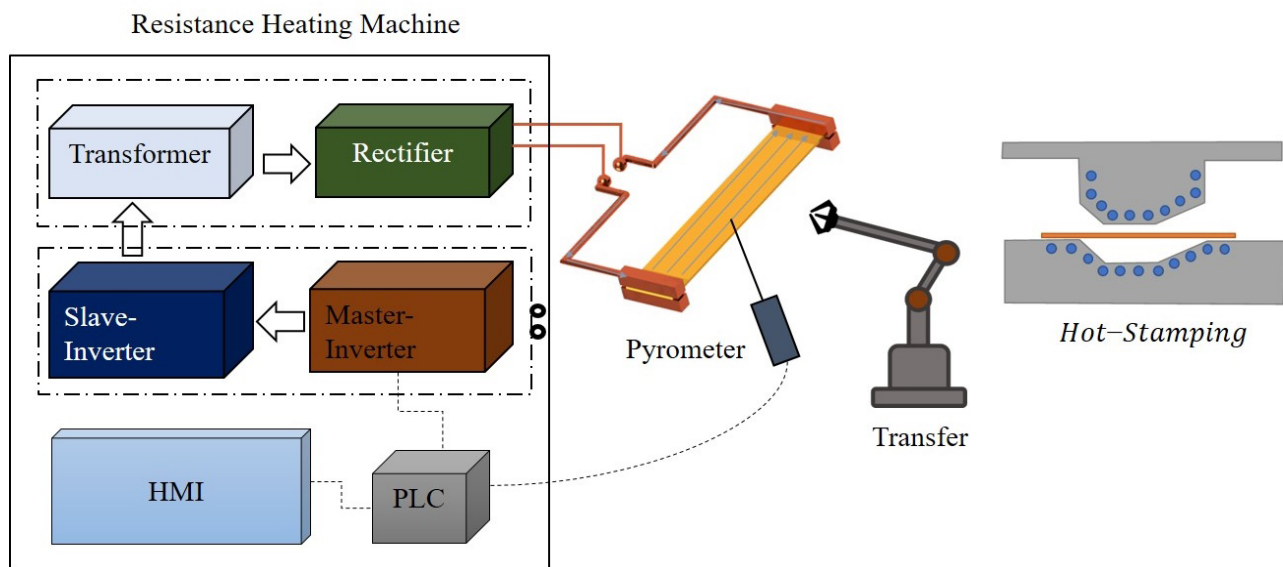 Resistance Heating Machine
Transformer
Rectifier
Slave-
Inverter
Master-
Inverter
Pyrometer
HMI
PLC
Transfer
Hot−Stamping